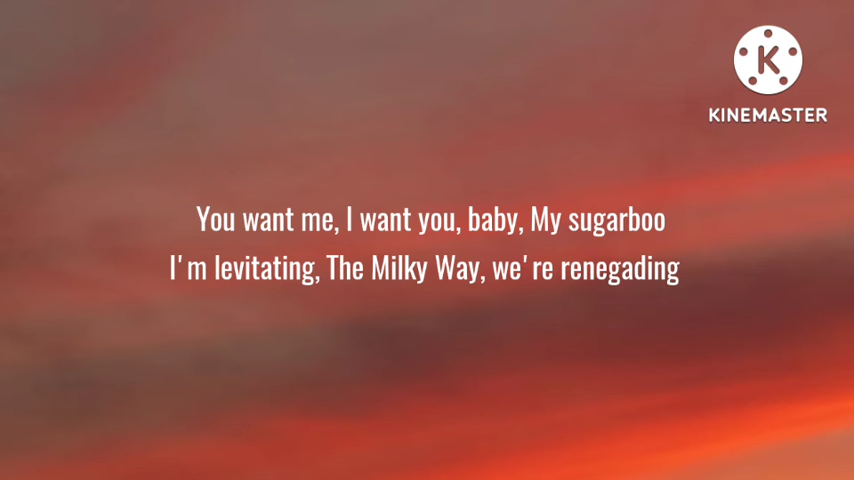 KINEMASTER
You want me, I want you, baby, My sugarboo
I'm levitating, The Milky Way, we're renegading